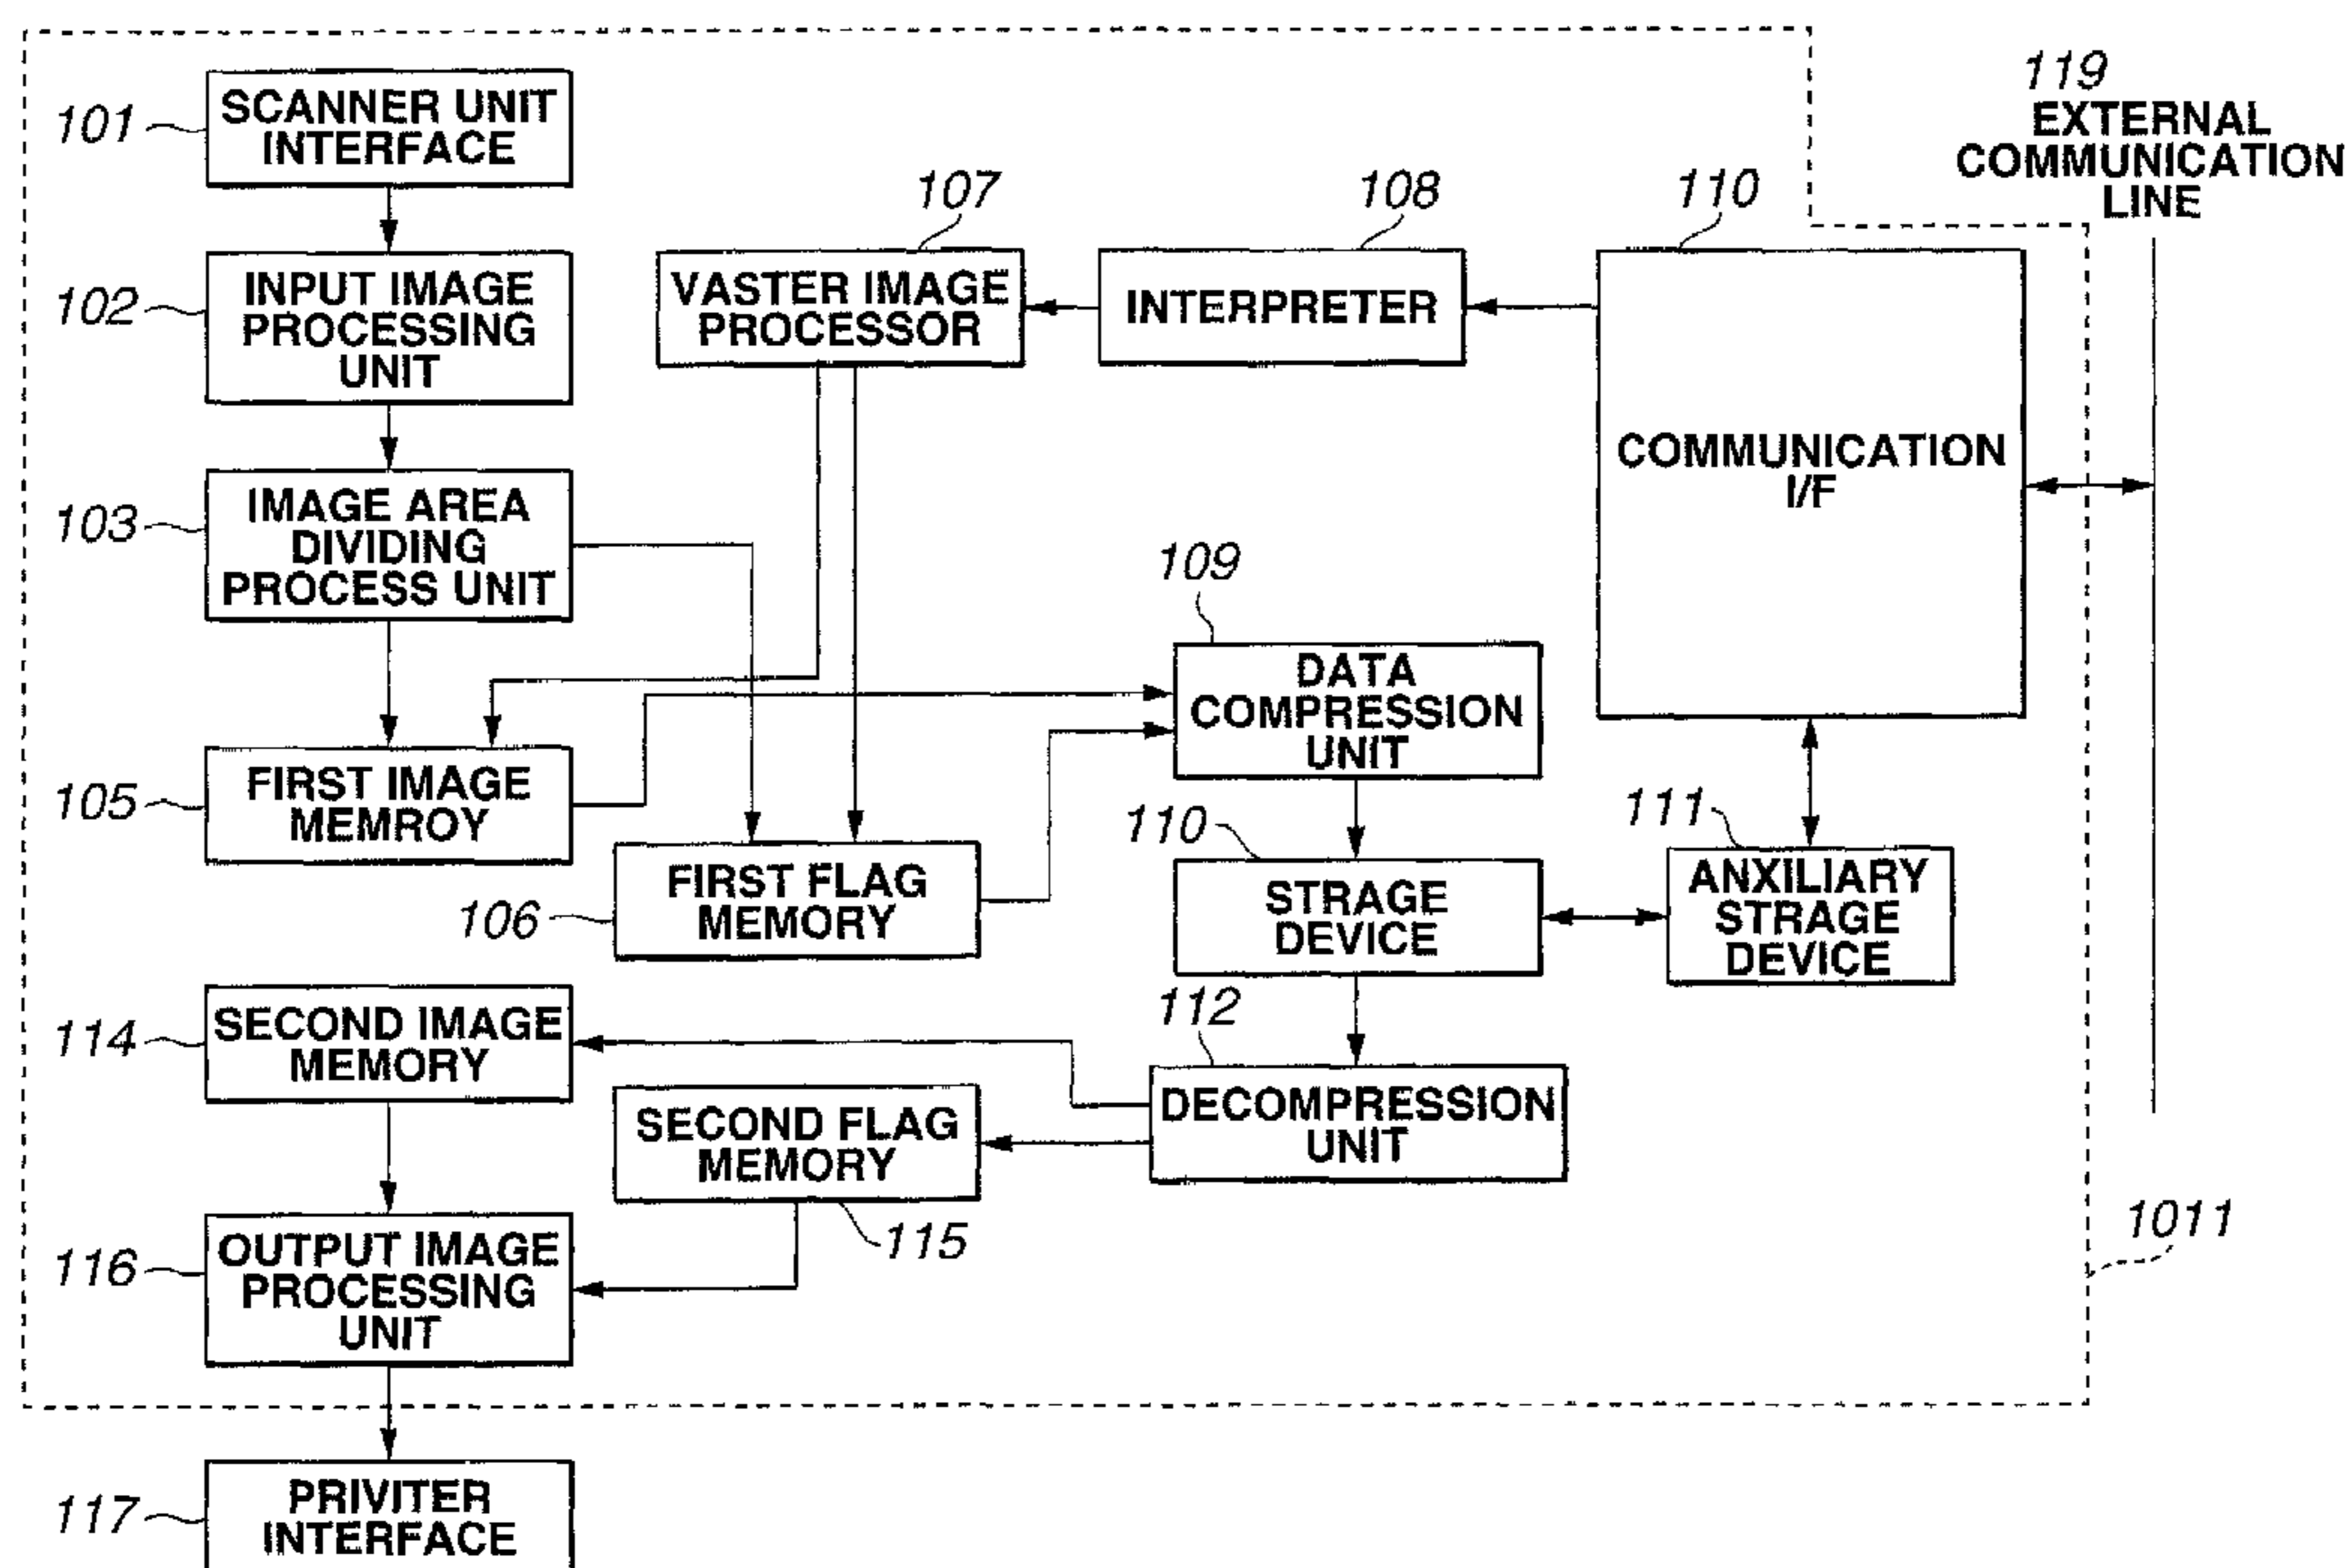 119
EXTERNAL
COMMUNICATION
LINE
101
SCANNER UNIT
INTERFACE
102
INPUT IMAGE
PROCESSING
UNIT
107
VASTER IMAGE
PROCESSOR
108
INTERPRETER
110
COMMUNICATION
I/F
103
IMAGE AREA
DIVIDING
PROCESS UNIT
109
DATA
COMPRESSION
UNIT
105
FIRST IMAGE
MEMROY
106
FIRST FLAG
MEMORY
110
STRAGE
DEVICE
111
ANXILIARY
STRAGE
DEVICE
114
SECOND IMAGE
MEMORY
112
DECOMPRESSION
UNIT
SECOND FLAG
MEMORY
115
116
OUTPUT IMAGE
PROCESSING
UNIT
1011
117
PRIVITER
INTERFACE